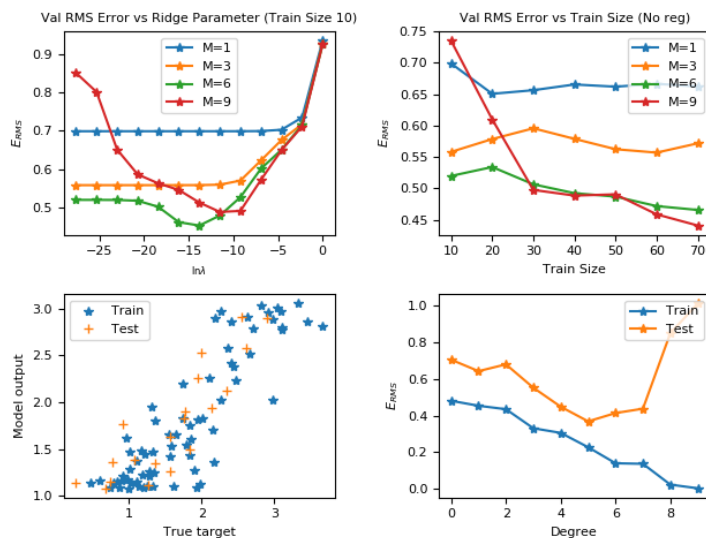 Val RMS Error vs Ridge Parameter (Train Size 10)
0.9
0.8
0.7
0.6
0.5
E_RMS
M=1
M=3
M=6
M=9
−25 −20 −15 −10 −5 0
lnλ
Val RMS Error vs Train Size (No reg)
0.75
0.70
0.65
0.60
0.55
0.50
0.45
E_RMS
M=1
M=3
M=6
M=9
10 20 30 40 50 60 70
Train Size
3.0
2.5
2.0
1.5
1.0
Model output
Train
Test
1 2 3
True target
1.0
0.8
0.6
0.4
0.2
0.0
E_RMS
Train
Test
0 2 4 6 8
Degree